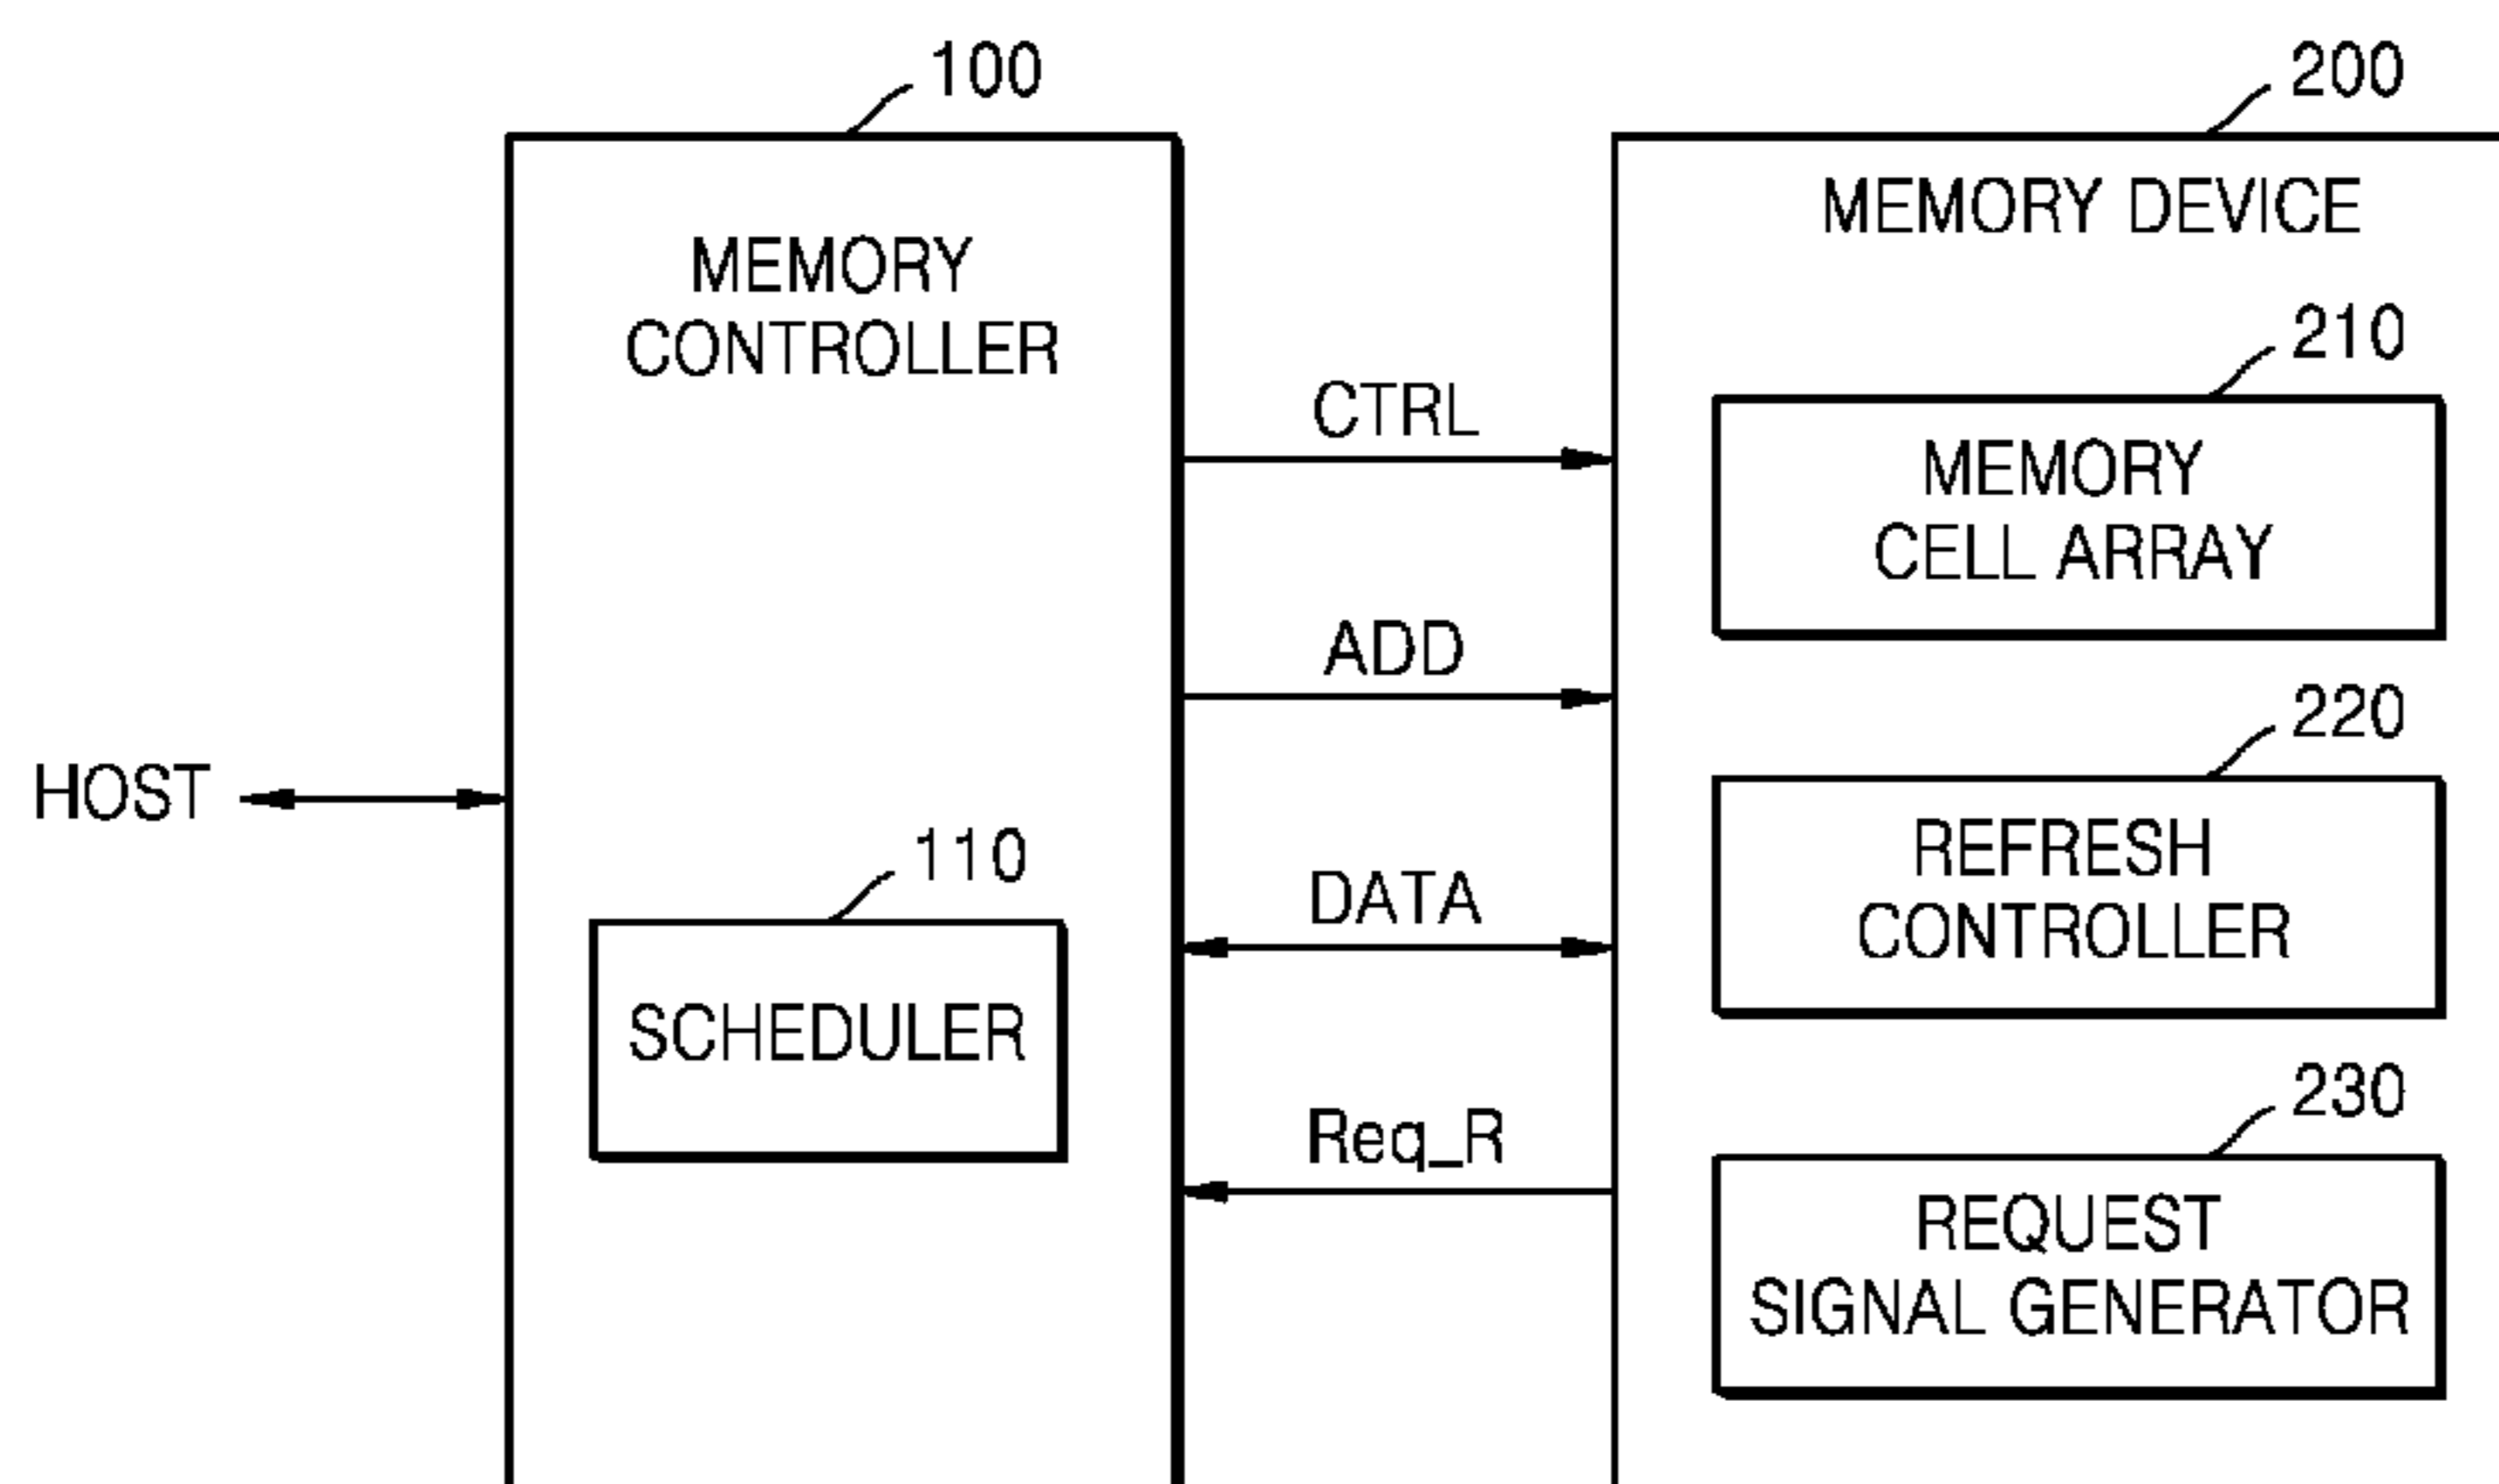 100
200
MEMORY DEVICE
MEMORY
CONTROLLER
210
CTRL
MEMORY
CELL ARRAY
ADD
220
HOST
110
REFRESH
CONTROLLER
DATA
SCHEDULER
230
Req_R
REQUEST
SIGNAL GENERATOR